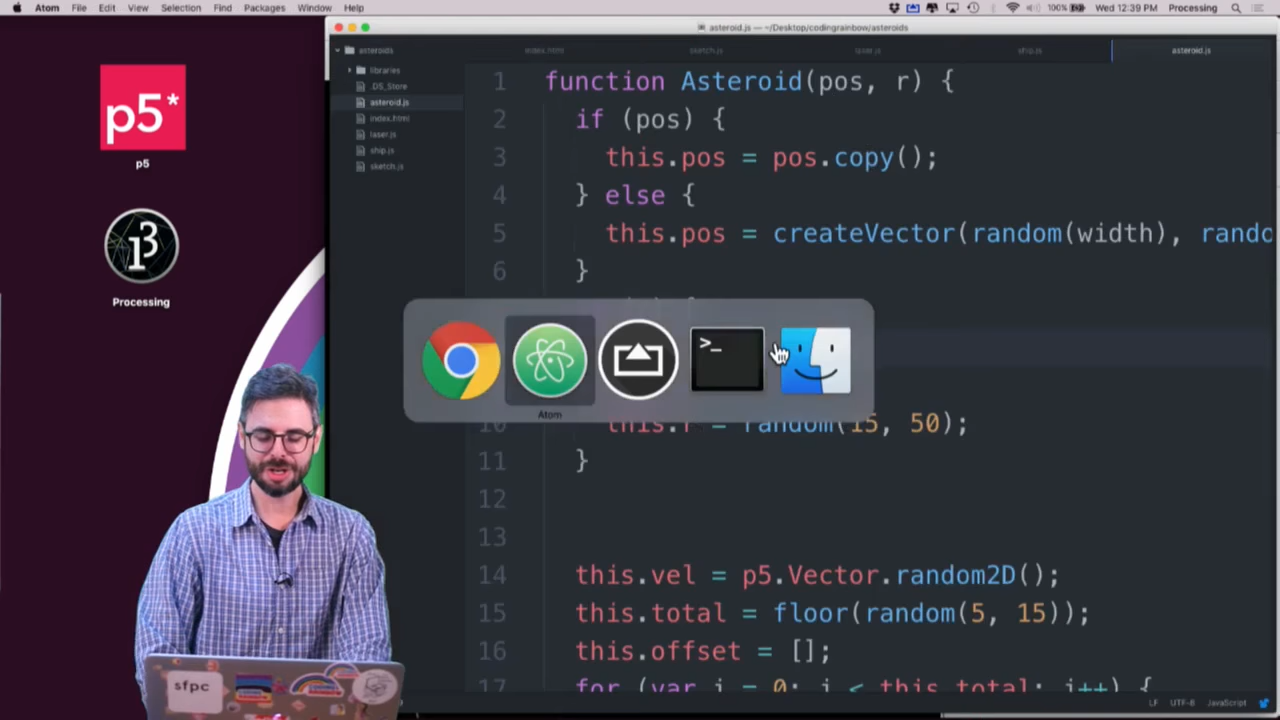 Atom File Edit View Selection Find Packages Window Help
100% Wed 12:39 PM Processing
asteroid.js — ~/Desktop/codingrainbow/asteroids
asteroids
libraries
.DS_Store
asteroid.js
index.html
laser.js
ship.js
sketch.js
index.html sketch.js laser.js ship.js asteroid.js
1 function Asteroid(pos, r) {
2 if (pos) {
3 this.pos = pos.copy();
4 } else {
5 this.pos = createVector(random(width), rando
6 }
10 this.r = random(15, 50);
11 }
12
13
14 this.vel = p5.Vector.random2D();
15 this.total = floor(random(5, 15));
16 this.offset = [];
17 for (var i = 0; i < this.total; i++) {
LF UTF-8 JavaScript
>_
Atom
p5*
p5
Processing
sfpc